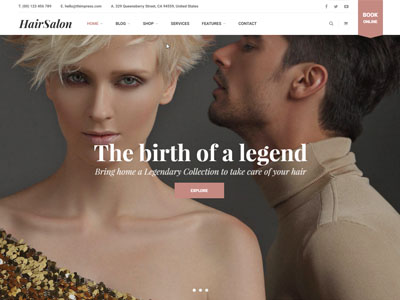 T. (00) 123 456 789 E. hello@thimpress.com A. 329 Queensberry Street, CA 94535, United States
BOOK
ONLINE
HairSalon
HOME BLOG SHOP SERVICES FEATURES CONTACT
The birth of a legend
Bring home a Legendary Collection to take care of your hair
EXPLORE